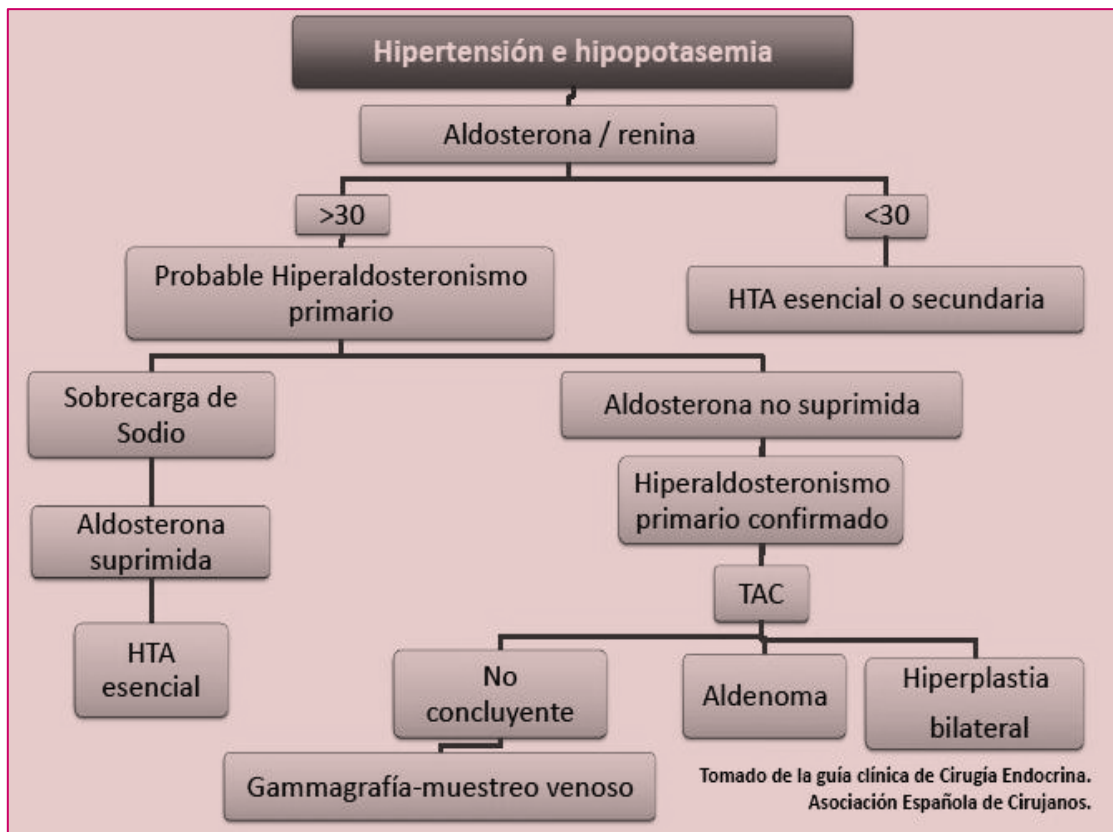 Hipertensión e hipopotasemia
Aldosterona / renina
>30
<30
Probable Hiperaldosteronismo
primario
HTA esencial o secundaria
Sobrecarga de
Sodio
Aldosterona no suprimida
Aldosterona
suprimida
Hiperaldosteronismo
primario confirmado
TAC
HTA
esencial
No
concluyente
Aldenoma
Hiperplastia
bilateral
Gammagrafía-muestreo venoso
Tomado de la guía clínica de Cirugía Endocrina.
Asociación Española de Cirujanos.